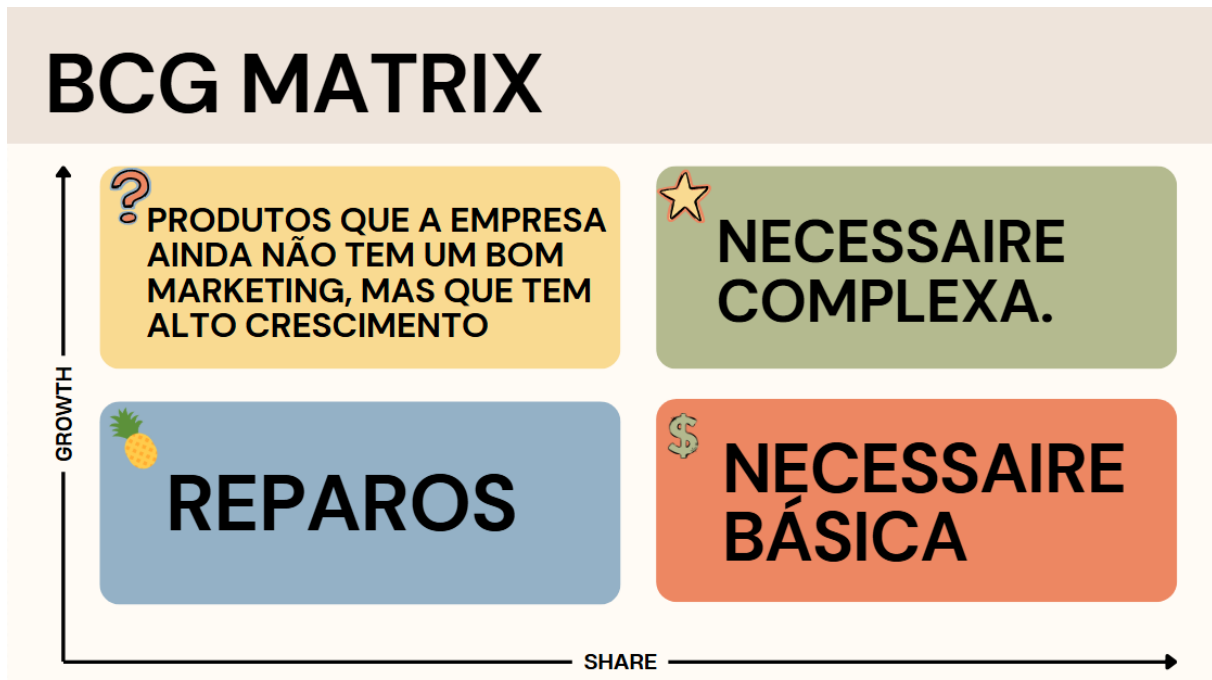 BCG MATRIX
PRODUTOS QUE A EMPRESA
AINDA NÃO TEM UM BOM
MARKETING, MAS QUE TEM
ALTO CRESCIMENTO
NECESSAIRE
COMPLEXA.
GROWTH
REPAROS
$
NECESSAIRE
BÁSICA
SHARE